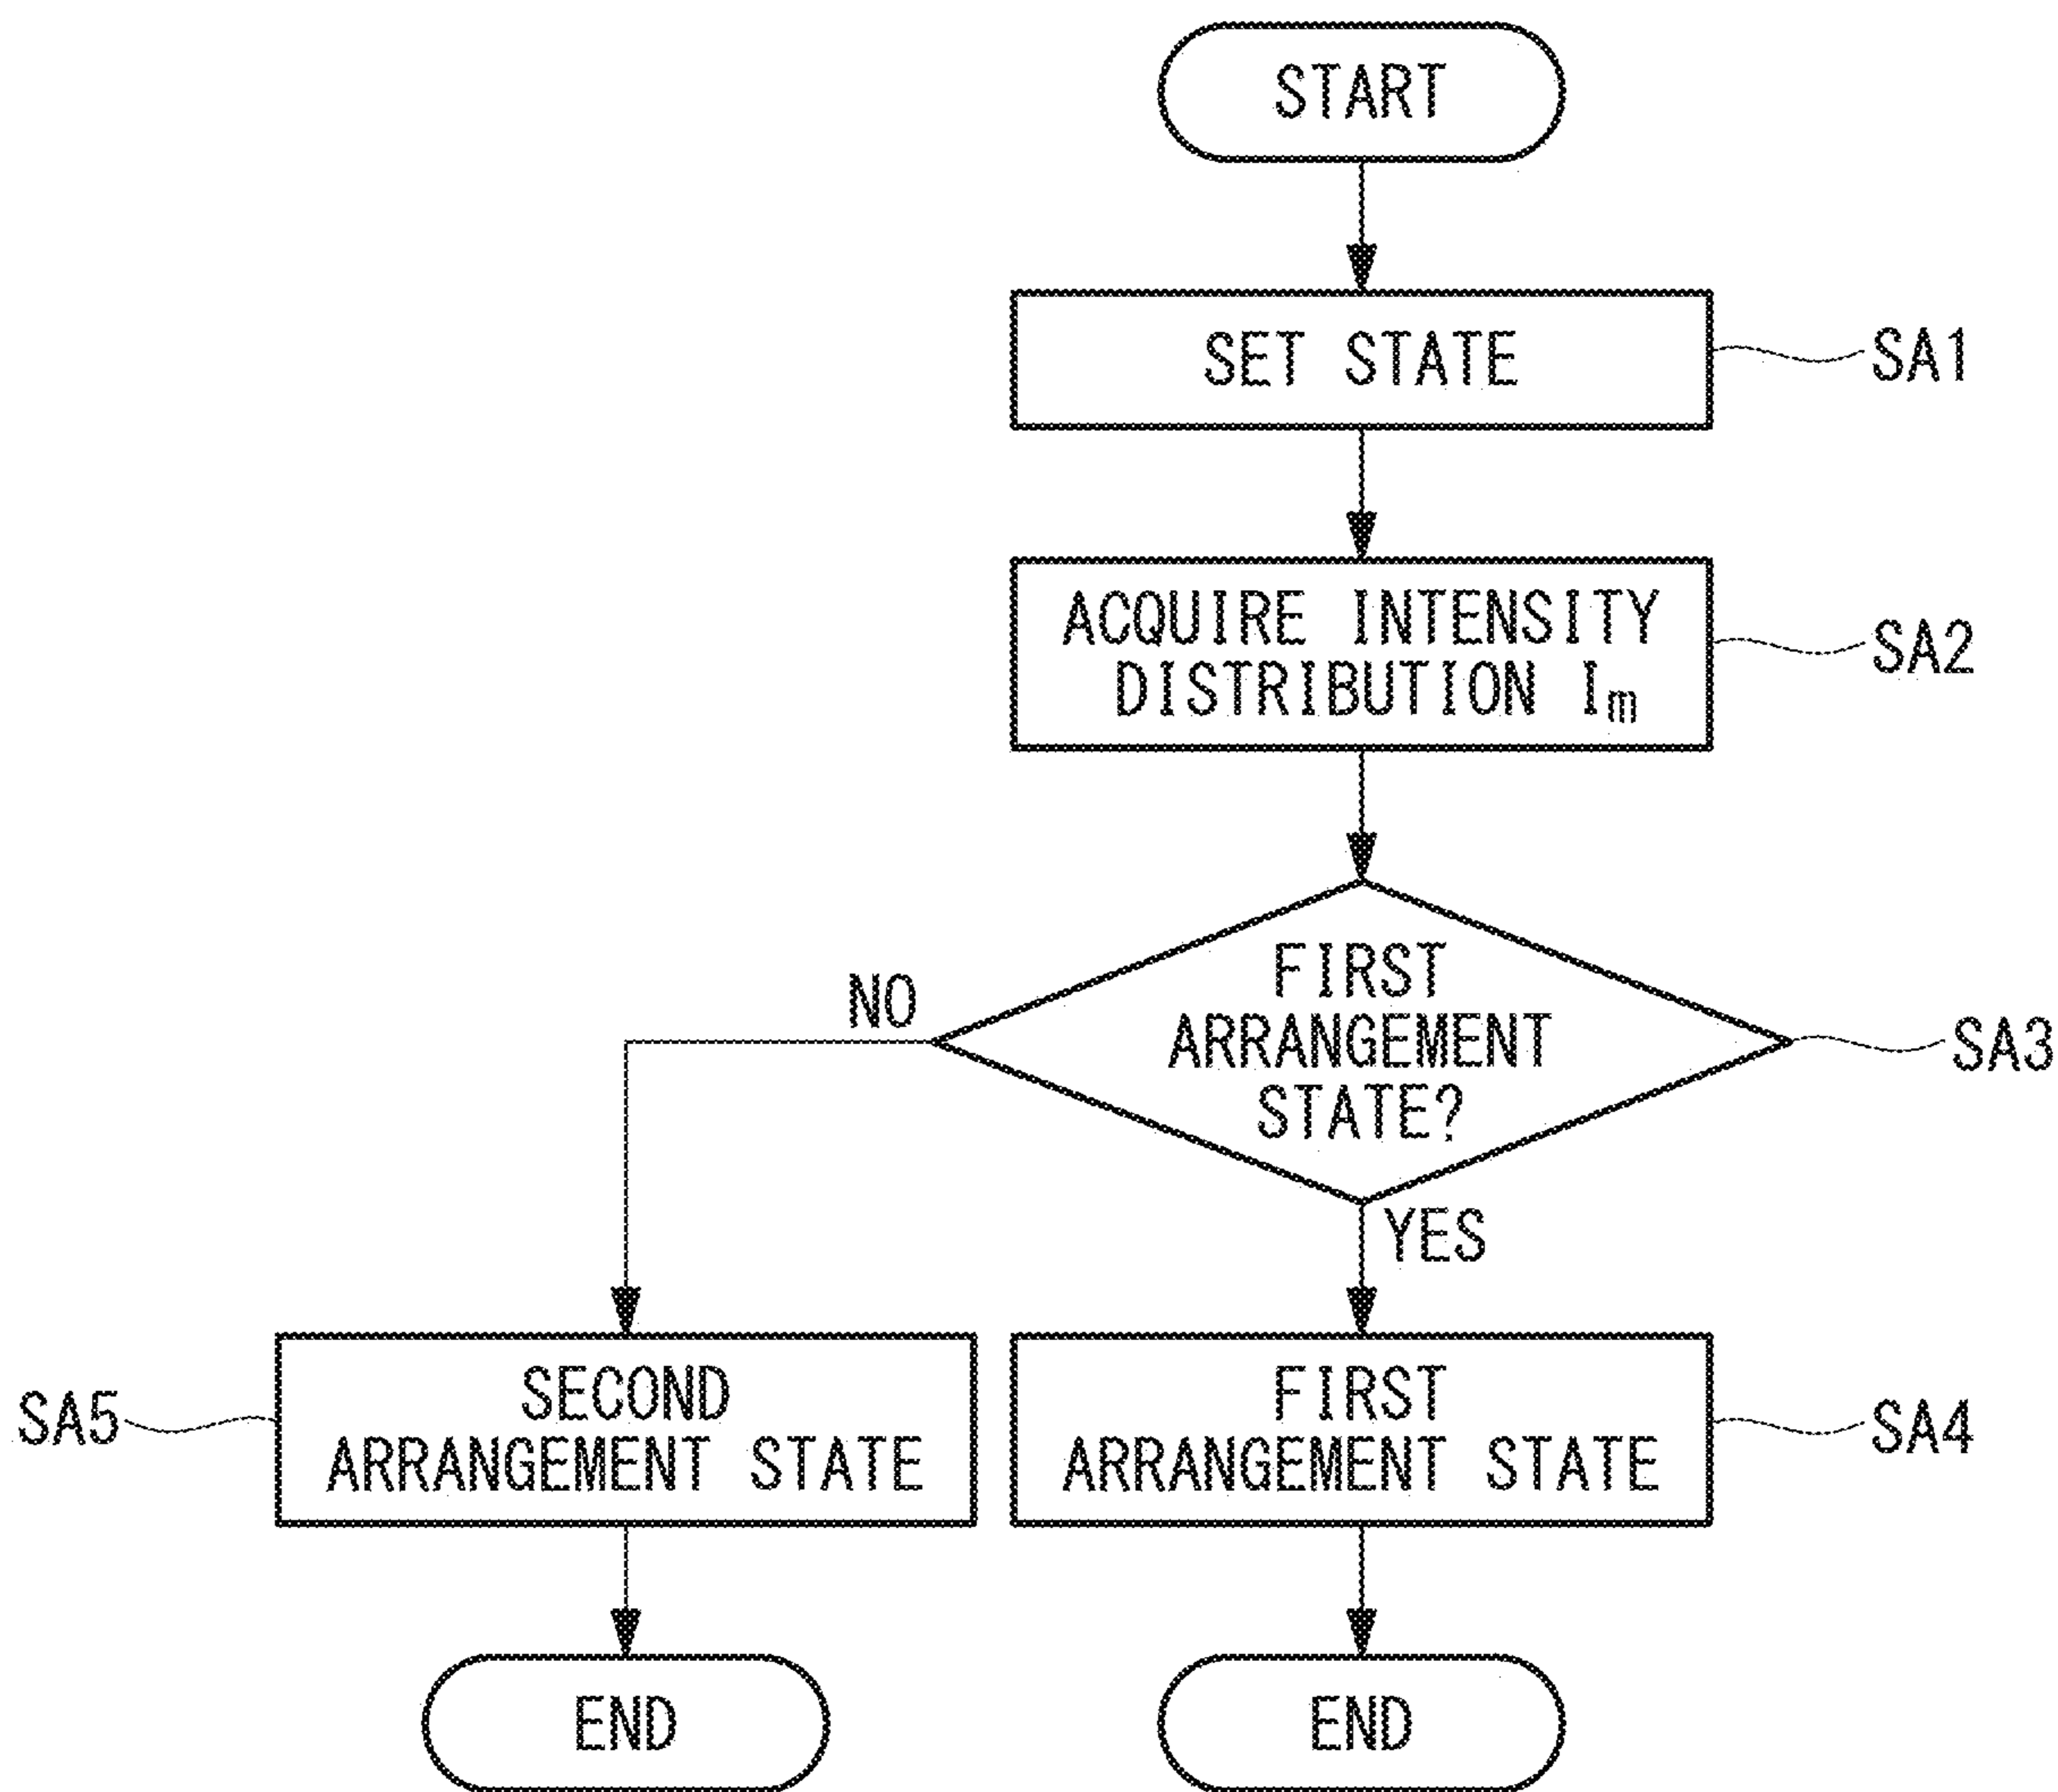 START
SET STATE
SA1
ACQUIRE INTENSITY
DISTRIBUTION Im
SA2
FIRST
ARRANGEMENT
STATE?
SA3
NO
YES
SECOND
ARRANGEMENT STATE
SA5
FIRST
ARRANGEMENT STATE
SA4
END
END